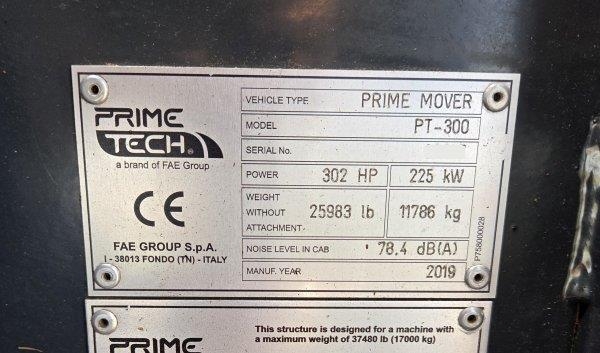 PRIME
TECH®
a brand of FAE Group
CE
FAE GROUP S.p.A.
I - 38013 FONDO (TN) - ITALY
VEHICLE TYPE PRIME MOVER
MODEL PT-300
SERIAL No.
POWER 302 HP 225 kW
WEIGHT
WITHOUT 25983 lb 11786 kg
ATTACHMENT
NOISE LEVEL IN CAB 78,4 dB(A)
MANUF. YEAR 2019
P758000028
PRIME
This structure is designed for a machine with
a maximum weight of 37480 lb (17000 kg)